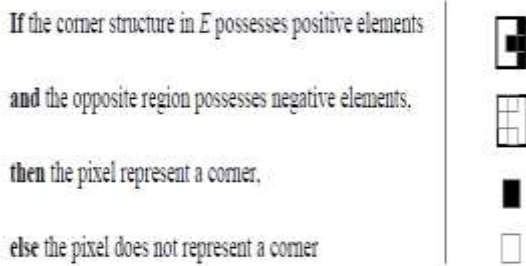 If the corner structure in E possesses positive elements
and the opposite region possesses negative elements,
then the pixel represent a corner,
else the pixel does not represent a corner